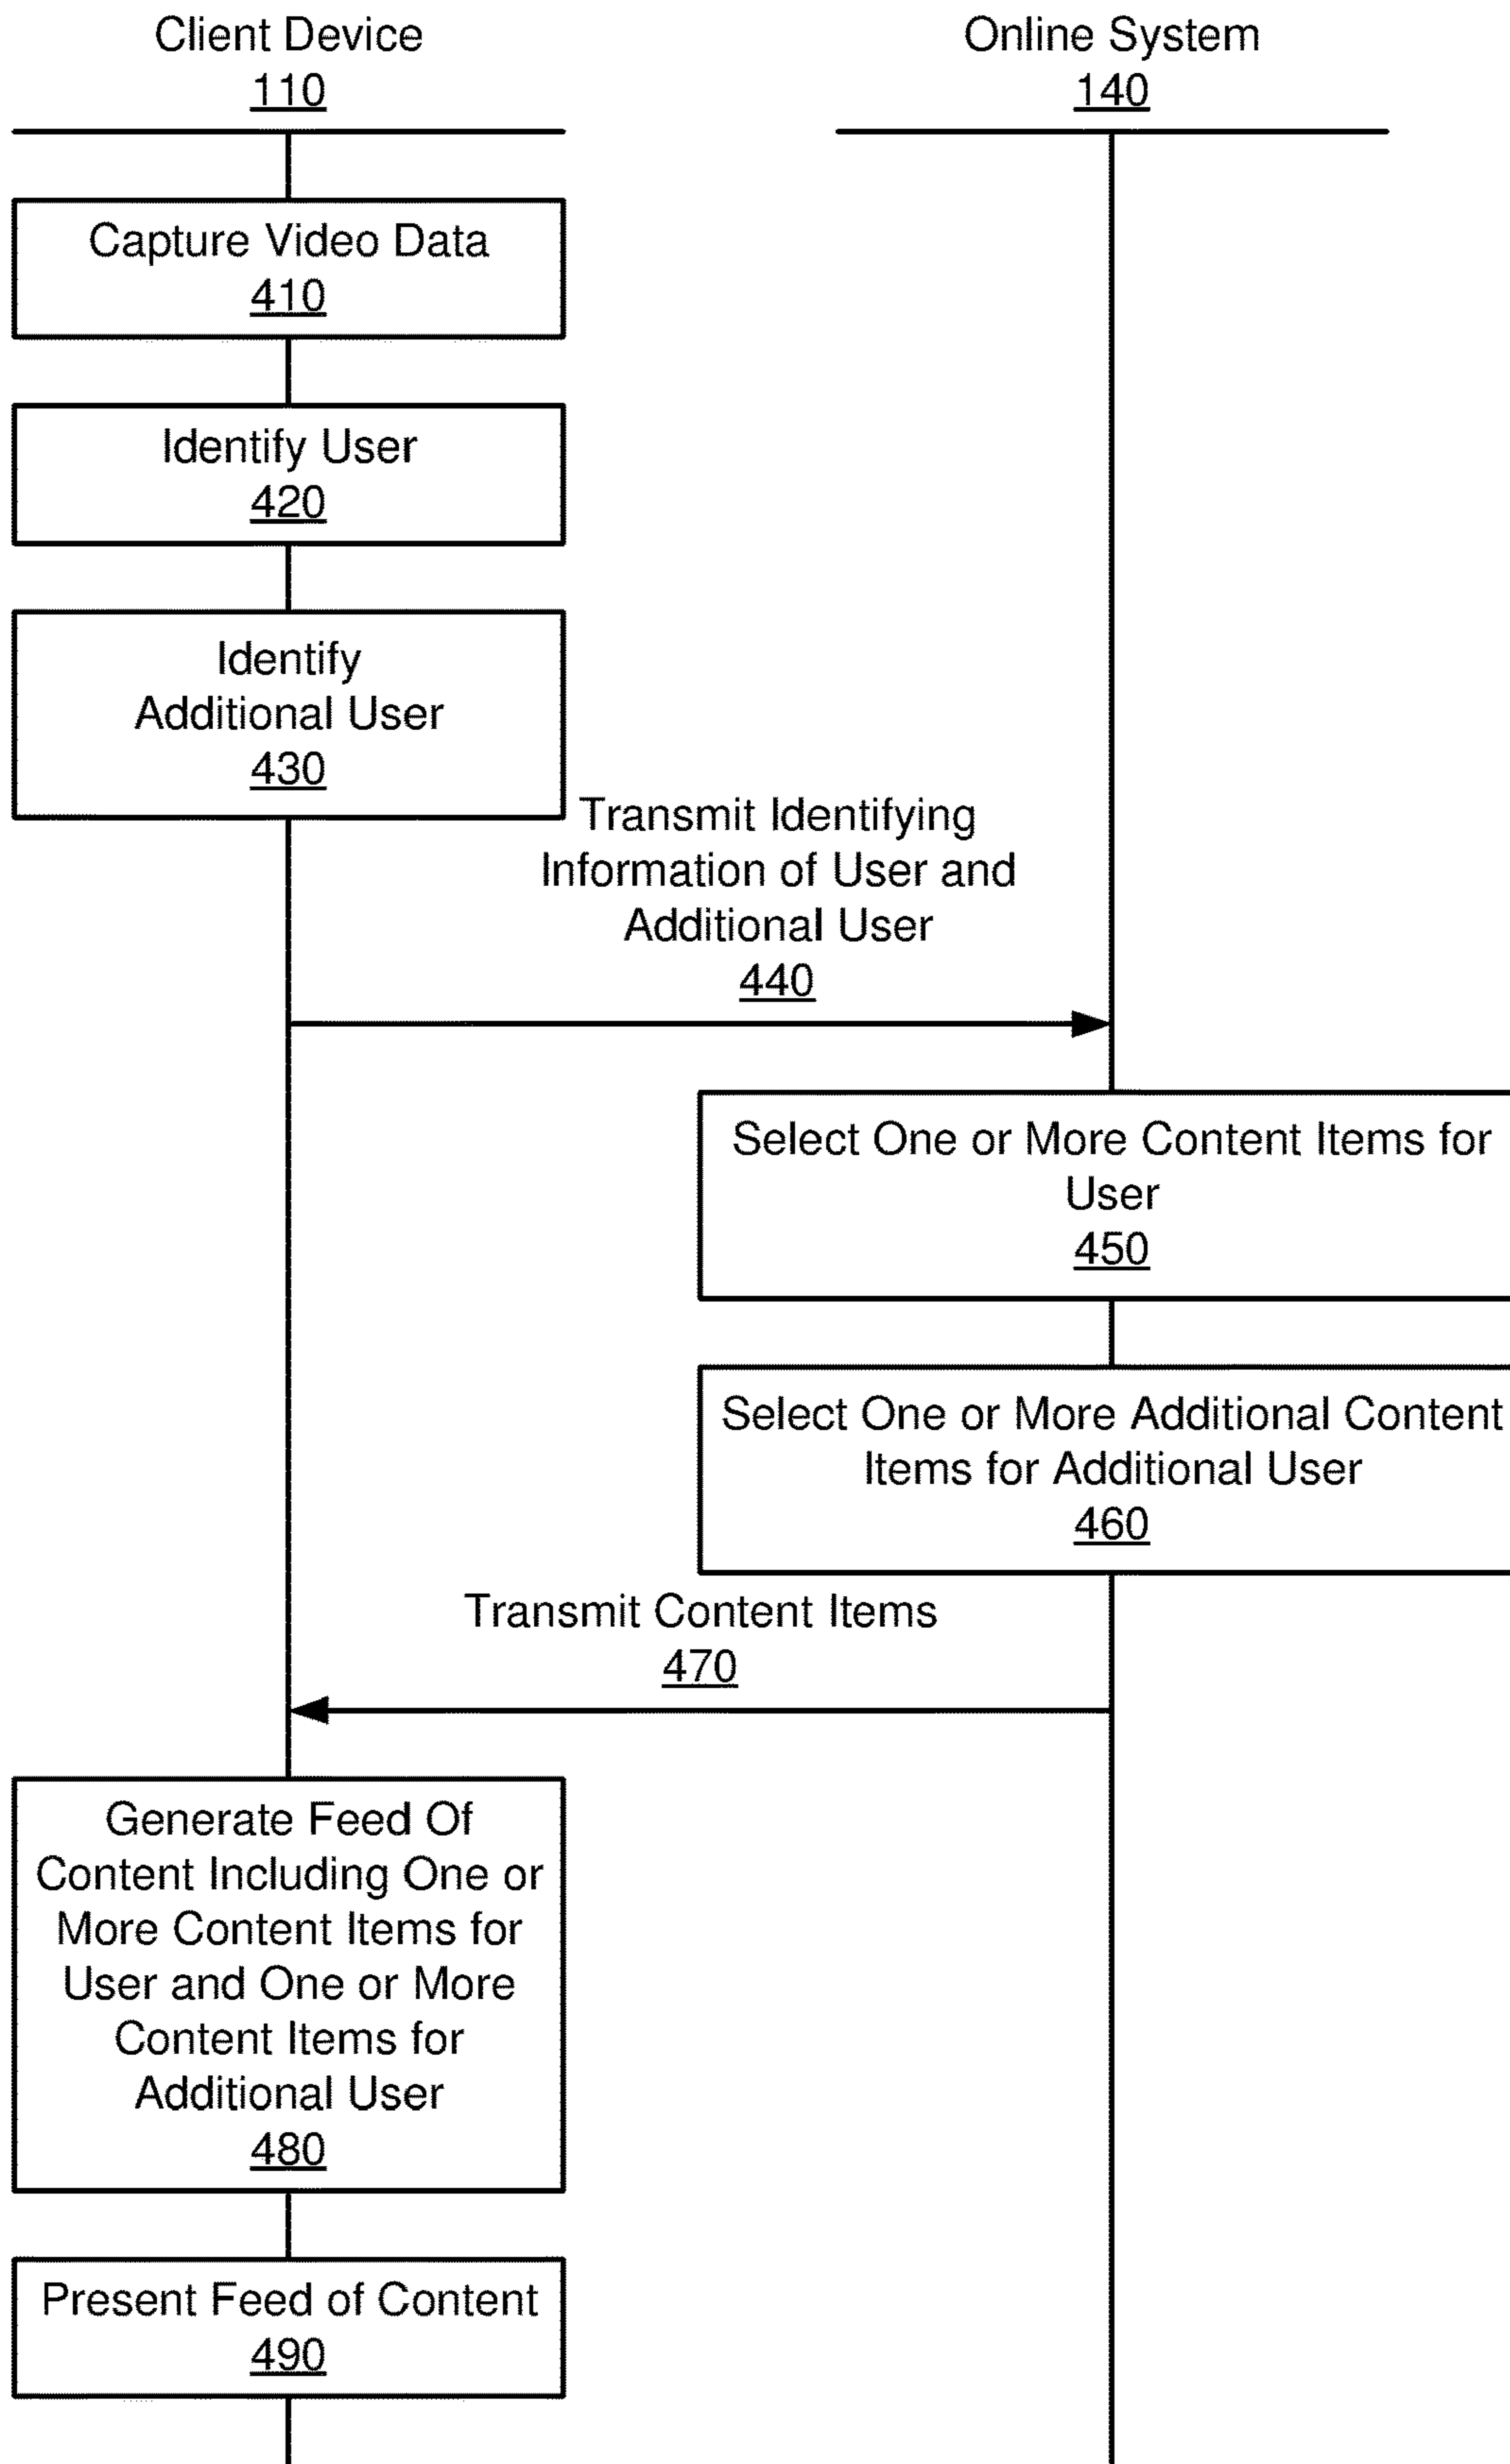 Client Device
110
Online System
140
Capture Video Data
410
Identify User
420
Identify
Additional User
430
Transmit Identifying
Information of User and
Additional User
440
Select One or More Content Items for
User
450
Select One or More Additional Content
Items for Additional User
460
Transmit Content Items
470
Generate Feed Of
Content Including One or
More Content Items for
User and One or More
Content Items for
Additional User
480
Present Feed of Content
490